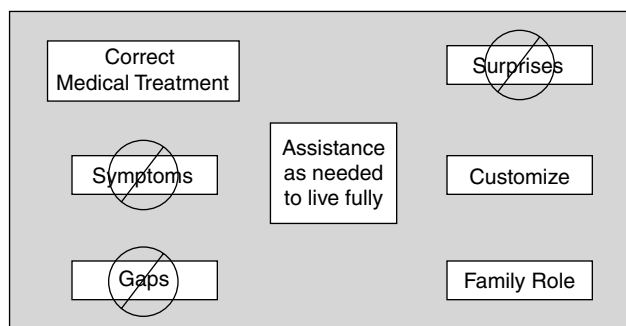 Correct
Medical Treatment
Surprises
Symptoms
Assistance
as needed
to live fully
Customize
Gaps
Family Role